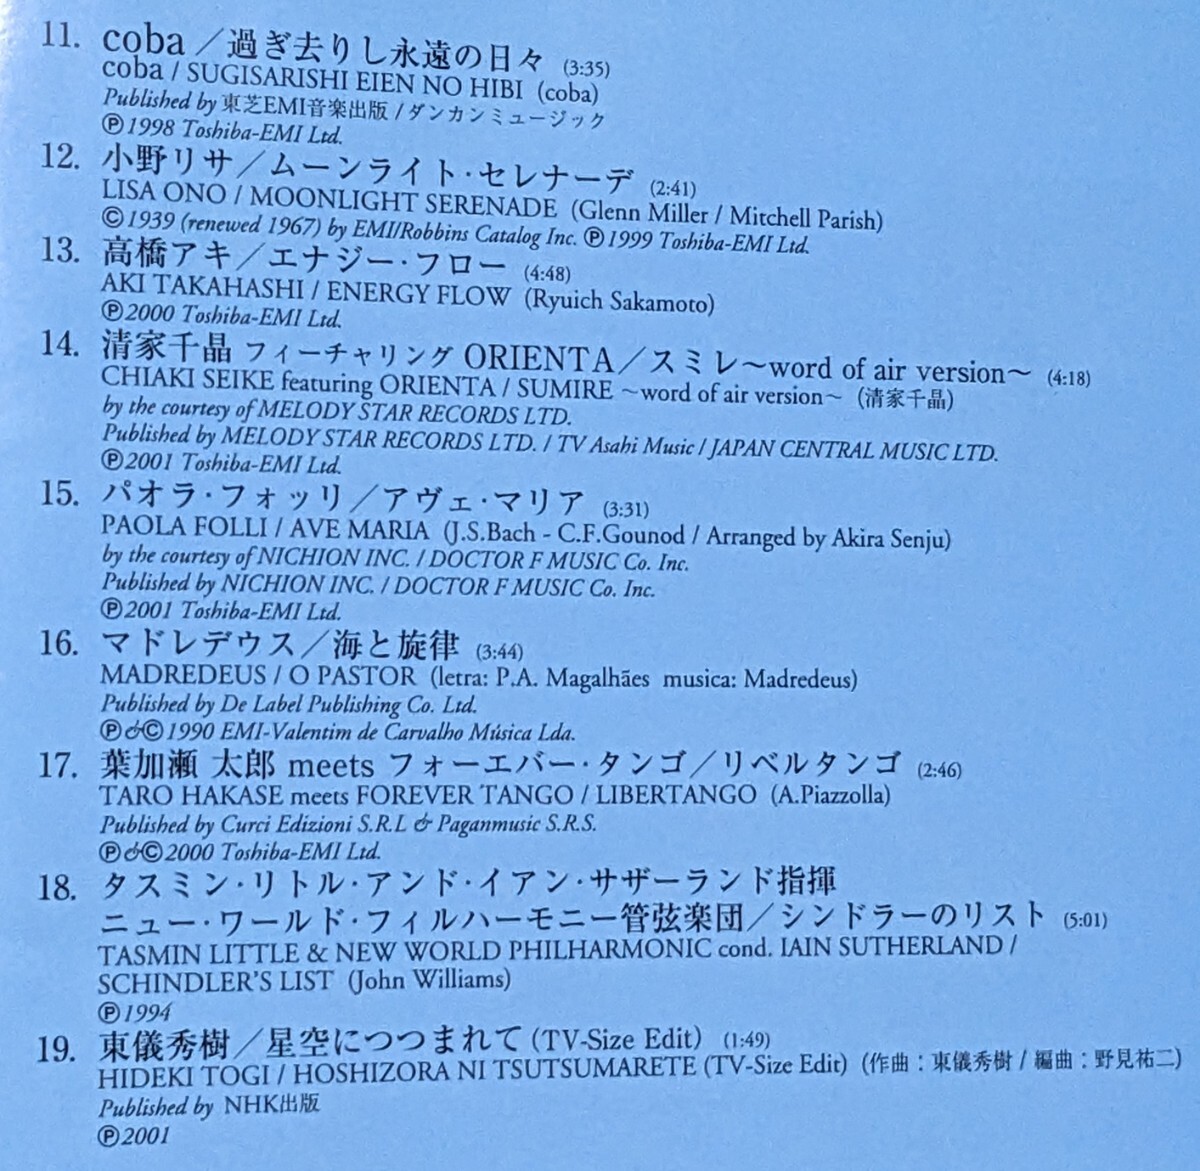 11. coba／過ぎ去りし永遠の日々 (3:35)
coba / SUGISARISHI EIEN NO HIBI (coba)
Published by 東芝EMI音楽出版 / ダンカンミュージック
Ⓟ1998 Toshiba-EMI Ltd.
12. 小野リサ／ムーンライト・セレナーデ (2:41)
LISA ONO / MOONLIGHT SERENADE (Glenn Miller / Mitchell Parish)
©1939 (renewed 1967) by EMI/Robbins Catalog Inc. Ⓟ1999 Toshiba-EMI Ltd.
13. 高橋アキ／エナジー・フロー (4:48)
AKI TAKAHASHI / ENERGY FLOW (Ryuich Sakamoto)
Ⓟ2000 Toshiba-EMI Ltd.
14. 清家千晶 フィーチャリング ORIENTA／スミレ～word of air version～ (4:18)
CHIAKI SEIKE featuring ORIENTA / SUMIRE ～word of air version～ (清家千晶)
by the courtesy of MELODY STAR RECORDS LTD.
Published by MELODY STAR RECORDS LTD. / TV Asahi Music / JAPAN CENTRAL MUSIC LTD.
Ⓟ2001 Toshiba-EMI Ltd.
15. パオラ・フォッリ／アヴェ・マリア (3:31)
PAOLA FOLLI / AVE MARIA (J.S.Bach - C.F.Gounod / Arranged by Akira Senju)
by the courtesy of NICHION INC. / DOCTOR F MUSIC Co. Inc.
Published by NICHION INC. / DOCTOR F MUSIC Co. Inc.
Ⓟ2001 Toshiba-EMI Ltd.
16. マドレデウス／海と旋律 (3:44)
MADREDEUS / O PASTOR (letra: P.A. Magalhães musica: Madredeus)
Published by De Label Publishing Co. Ltd.
Ⓟ&©1990 EMI-Valentim de Carvalho Música Lda.
17. 葉加瀬 太郎 meets フォーエバー・タンゴ／リベルタンゴ (2:46)
TARO HAKASE meets FOREVER TANGO / LIBERTANGO (A.Piazzolla)
Published by Curci Edizioni S.R.L & Paganmusic S.R.S.
Ⓟ&©2000 Toshiba-EMI Ltd.
18. タスミン・リトル・アンド・イアン・サザーランド指揮
ニュー・ワールド・フィルハーモニー管弦楽団／シンドラーのリスト (5:01)
TASMIN LITTLE & NEW WORLD PHILHARMONIC cond. IAIN SUTHERLAND /
SCHINDLER'S LIST (John Williams)
Ⓟ1994
19. 東儀秀樹／星空につつまれて (TV-Size Edit) (1:49)
HIDEKI TOGI / HOSHIZORA NI TSUTSUMARETE (TV-Size Edit) (作曲：東儀秀樹 / 編曲：野見祐二)
Published by NHK出版
Ⓟ2001